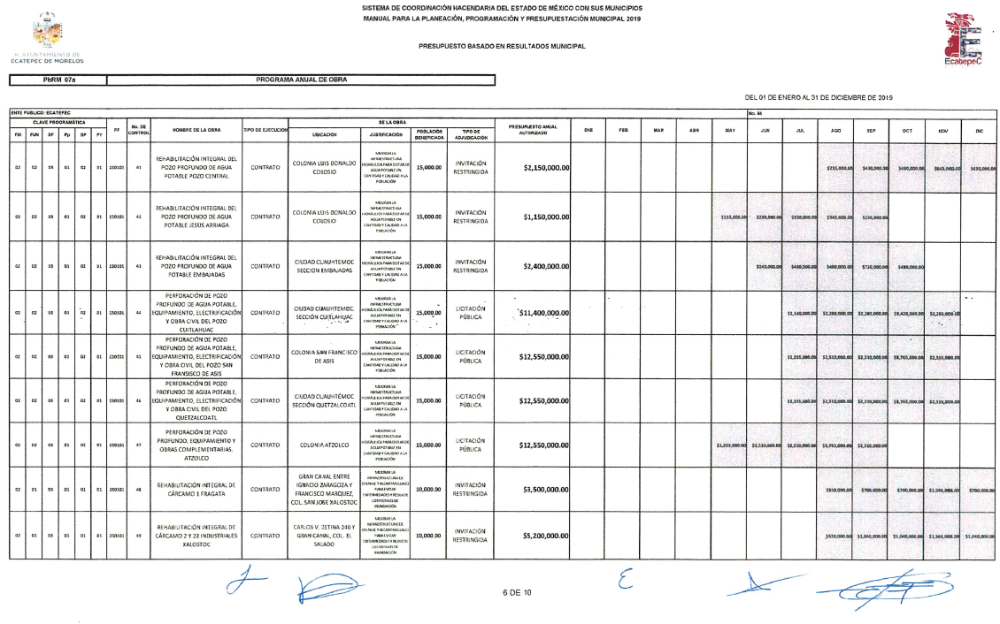 SISTEMA DE COORDINACIÓN HACENDARIA DEL ESTADO DE MÉXICO CON SUS MUNICIPIOS
MANUAL PARA LA PLANEACIÓN, PROGRAMACIÓN Y PRESUPUESTACIÓN MUNICIPAL 2019
H. AYUNTAMIENTO DE
ECATEPEC DE MORELOS
PRESUPUESTO BASADO EN RESULTADOS MUNICIPAL
EcatepeC
PbRM 07a PROGRAMA ANUAL DE OBRA
DEL 01 DE ENERO AL 31 DE DICIEMBRE DE 2019
ENTE PUBLICO: ECATEPEC No. 84
CLAVE PROGRAMÁTICA FF No. DE CONTROL NOMBRE DE LA OBRA TIPO DE EJECUCIÓN DE LA OBRA PRESUPUESTO ANUAL AUTORIZADO ENE FEB MAR ABR MAY JUN JUL AGO SEP OCT NOV DIC
FIN FUN SF Pp SP PY UBICACIÓN JUSTIFICACIÓN POBLACIÓN BENEFICIADA TIPO DE ADJUDICACIÓN
02 02 03 01 02 01 250101 41 REHABILITACIÓN INTEGRAL DEL POZO PROFUNDO DE AGUA POTABLE POZO CENTRAL CONTRATO COLONIA LUIS DONALDO COLOSIO MEJORAR LA INFRAESTRUCTURA HIDRÁULICA PARA DOTAR DE AGUA POTABLE EN CANTIDAD Y CALIDAD A LA POBLACIÓN 15,000.00 INVITACIÓN RESTRINGIDA $2,150,000.00 $215,000.00 $430,000.00 $430,000.00 $645,000.00 $430,000.00
02 02 03 01 02 01 250101 42 REHABILITACIÓN INTEGRAL DEL POZO PROFUNDO DE AGUA POTABLE JESÚS ARRIAGA CONTRATO COLONIA LUIS DONALDO COLOSIO MEJORAR LA INFRAESTRUCTURA HIDRÁULICA PARA DOTAR DE AGUA POTABLE EN CANTIDAD Y CALIDAD A LA POBLACIÓN 15,000.00 INVITACIÓN RESTRINGIDA $1,150,000.00 $115,000.00 $230,000.00 $230,000.00 $345,000.00 $230,000.00
02 02 03 01 02 01 250101 43 REHABILITACIÓN INTEGRAL DEL POZO PROFUNDO DE AGUA POTABLE EMBAJADAS CONTRATO CIUDAD CUAUHTEMOC SECCION EMBAJADAS MEJORAR LA INFRAESTRUCTURA HIDRÁULICA PARA DOTAR DE AGUA POTABLE EN CANTIDAD Y CALIDAD A LA POBLACIÓN 15,000.00 INVITACIÓN RESTRINGIDA $2,400,000.00 $240,000.00 $480,000.00 $480,000.00 $720,000.00 $480,000.00
02 02 03 01 02 01 250101 44 PERFORACIÓN DE POZO PROFUNDO DE AGUA POTABLE, EQUIPAMIENTO, ELECTRIFICACIÓN Y OBRA CIVIL DEL POZO CUITLAHUAC CONTRATO CIUDAD CUAUHTEMOC, SECCIÓN CUITLAHUAC MEJORAR LA INFRAESTRUCTURA HIDRÁULICA PARA DOTAR DE AGUA POTABLE EN CANTIDAD Y CALIDAD A LA POBLACIÓN 15,000.00 LICITACIÓN PÚBLICA $11,400,000.00 $1,140,000.00 $2,280,000.00 $2,280,000.00 $3,420,000.00 $2,280,000.00
02 02 03 01 02 01 250101 45 PERFORACIÓN DE POZO PROFUNDO DE AGUA POTABLE, EQUIPAMIENTO, ELECTRIFICACIÓN Y OBRA CIVIL DEL POZO SAN FRANSISCO DE ASIS CONTRATO COLONIA SAN FRANCISCO DE ASIS MEJORAR LA INFRAESTRUCTURA HIDRÁULICA PARA DOTAR DE AGUA POTABLE EN CANTIDAD Y CALIDAD A LA POBLACIÓN 15,000.00 LICITACIÓN PÚBLICA $12,550,000.00 $1,255,000.00 $2,510,000.00 $2,510,000.00 $3,765,000.00 $2,510,000.00
02 02 03 01 02 01 250101 46 PERFORACIÓN DE POZO PROFUNDO DE AGUA POTABLE, EQUIPAMIENTO, ELECTRIFICACIÓN Y OBRA CIVIL DEL POZO QUETZALCOATL CONTRATO CIUDAD CUAUHTÉMOC SECCIÓN QUETZALCOATL MEJORAR LA INFRAESTRUCTURA HIDRÁULICA PARA DOTAR DE AGUA POTABLE EN CANTIDAD Y CALIDAD A LA POBLACIÓN 15,000.00 LICITACIÓN PÚBLICA $12,550,000.00 $1,255,000.00 $2,510,000.00 $2,510,000.00 $3,765,000.00 $2,510,000.00
02 02 03 01 02 01 250101 47 PERFORACIÓN DE POZO PROFUNDO, EQUIPAMIENTO Y OBRAS COMPLEMENTARIAS, ATZOLCO CONTRATO COLONIA ATZOLCO MEJORAR LA INFRAESTRUCTURA HIDRÁULICA PARA DOTAR DE AGUA POTABLE EN CANTIDAD Y CALIDAD A LA POBLACIÓN 15,000.00 LICITACIÓN PÚBLICA $12,550,000.00 $1,255,000.00 $2,510,000.00 $2,510,000.00 $3,765,000.00 $2,510,000.00
02 01 03 01 01 01 250101 48 REHABILITACIÓN INTEGRAL DE CÁRCAMO 1 FRAGATA CONTRATO GRAN CANAL ENTRE IGNACIO ZARAGOZA Y FRANCISCO MARQUEZ, COL. SAN JOSE XALOSTOC MEJORAR LA INFRAESTRUCTURA DE DRENAJE Y ALCANTARILLADO PARA EVITAR ENFERMEDADES Y REDUCIR LOS RIESGOS DE INUNDACIÓN 10,000.00 INVITACIÓN RESTRINGIDA $3,500,000.00 $350,000.00 $700,000.00 $700,000.00 $1,050,000.00 $700,000.00
02 01 03 01 01 01 250101 49 REHABILITACIÓN INTEGRAL DE CÁRCAMO 2 Y 22 INDUSTRIALES XALOSTOC CONTRATO CARLOS V. ZETINA 240 Y GRAN CANAL, COL. EL SALADO MEJORAR LA INFRAESTRUCTURA DE DRENAJE Y ALCANTARILLADO PARA EVITAR ENFERMEDADES Y REDUCIR LOS RIESGOS DE INUNDACIÓN 10,000.00 INVITACIÓN RESTRINGIDA $5,200,000.00 $520,000.00 $1,040,000.00 $1,040,000.00 $1,560,000.00 $1,040,000.00
6 DE 10